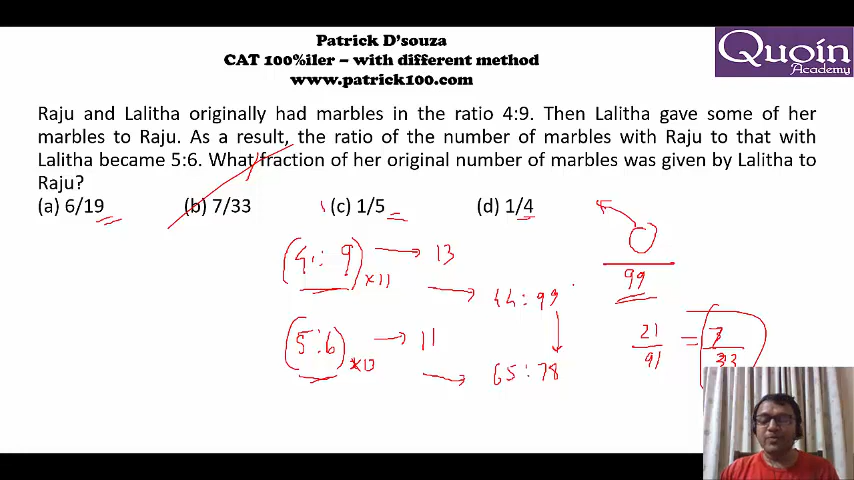 Patrick D'souza
CAT 100%iler – with different method
www.patrick100.com
Quoin
Academy
Raju and Lalitha originally had marbles in the ratio 4:9. Then Lalitha gave some of her
marbles to Raju. As a result, the ratio of the number of marbles with Raju to that with
Lalitha became 5:6. What fraction of her original number of marbles was given by Lalitha to
Raju?
(a) 6/19 (b) 7/33 (c) 1/5 (d) 1/4
(4 : 9) x11 → 13
→ 44 : 99
99
(5 : 6) x13 → 11
→ 65 : 78
21/91 = 7/33